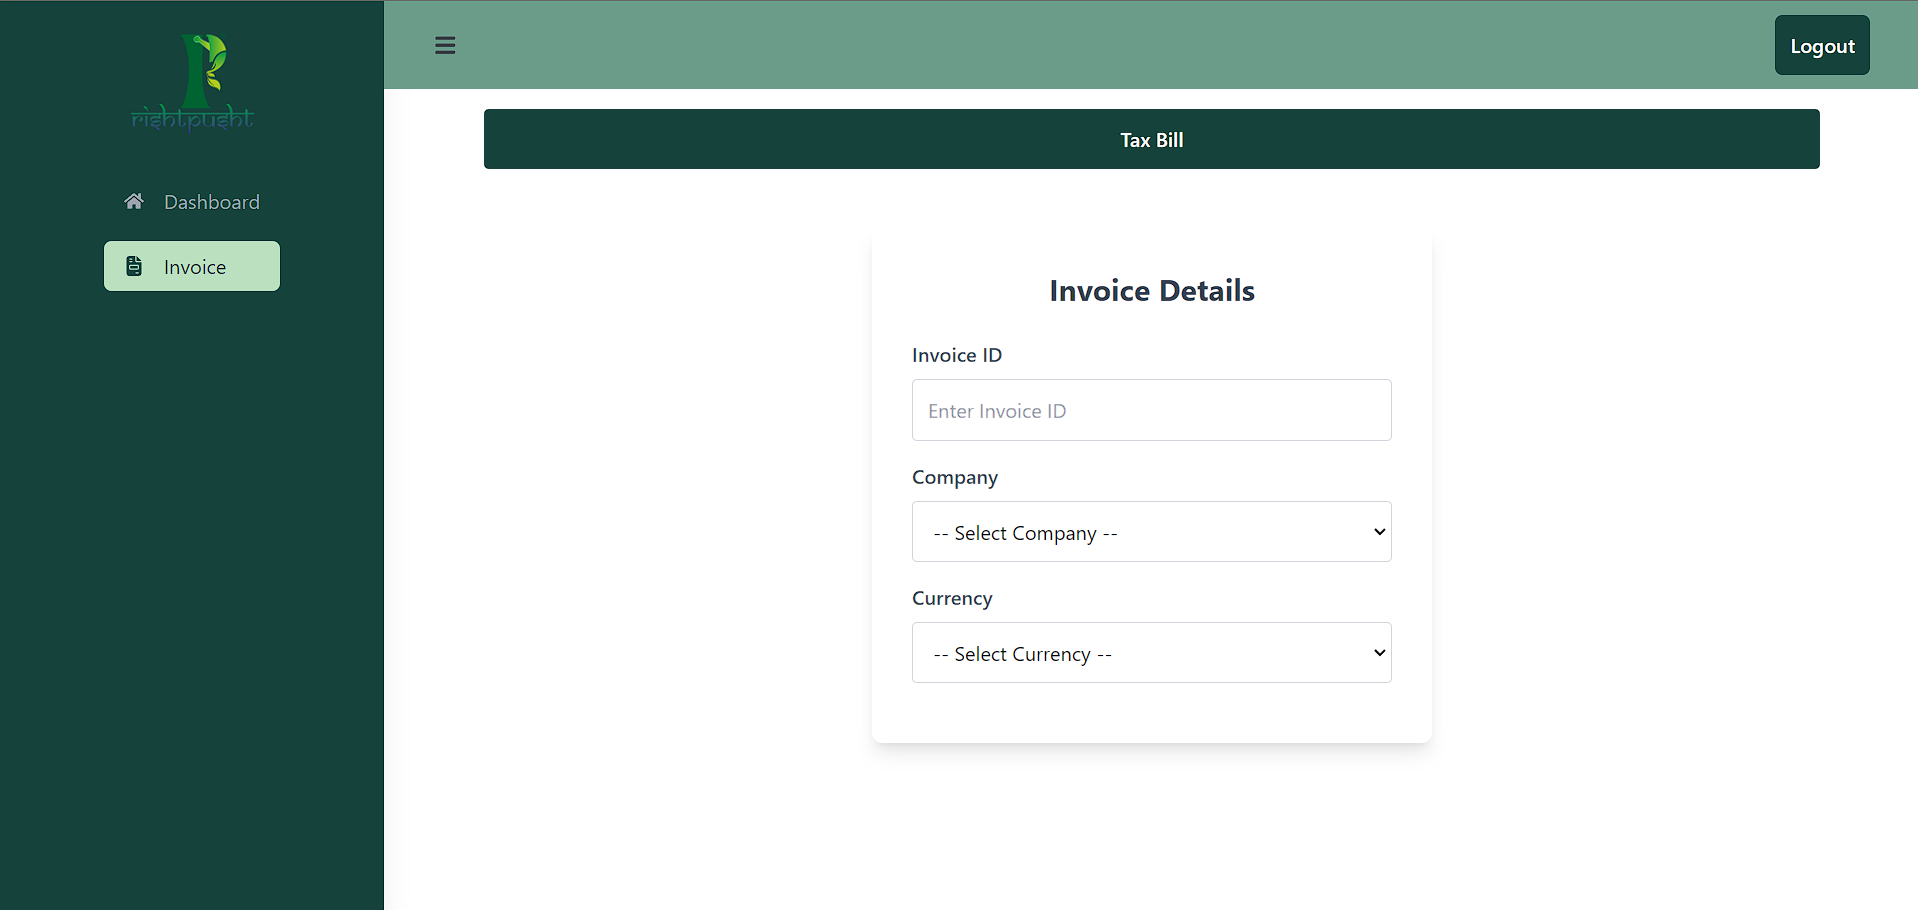 rishtpusht
Dashboard
Invoice
Logout
Tax Bill
Invoice Details
Invoice ID
Enter Invoice ID
Company
-- Select Company --
Currency
-- Select Currency --